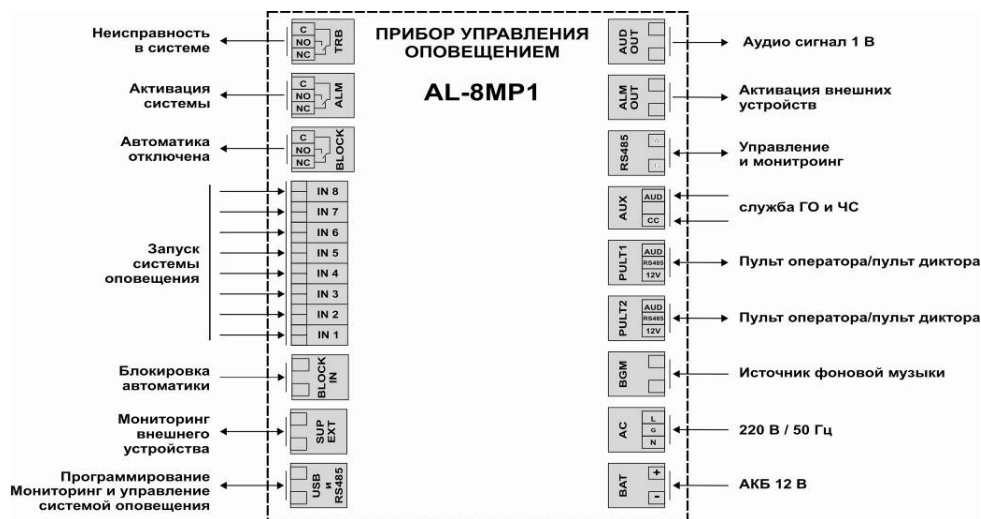 ПРИБОР УПРАВЛЕНИЯ
ОПОВЕЩЕНИЕМ
AL-8MP1
Неисправность
в системе
C
NO
NC
TRB
Активация
системы
C
NO
NC
ALM
Автоматика
отключена
C
NO
NC
BLOCK
Запуск
системы
оповещения
IN 8
IN 7
IN 6
IN 5
IN 4
IN 3
IN 2
IN 1
Блокировка
автоматики
BLOCK
IN
Мониторинг
внешнего
устройства
SUP
EXT
Программирование
Мониторинг и управление
системой оповещения
USB
и
RS485
AUD
OUT
Аудио сигнал 1 В
ALM
OUT
Активация внешних
устройств
RS485
Управление
и монитроинг
AUX
AUD
CC
служба ГО и ЧС
PULT1
AUD
RS485
12V
Пульт оператора/пульт диктора
PULT2
AUD
RS485
12V
Пульт оператора/пульт диктора
BGM
Источник фоновой музыки
AC
L
G
N
220 В / 50 Гц
BAT
+
-
АКБ 12 В